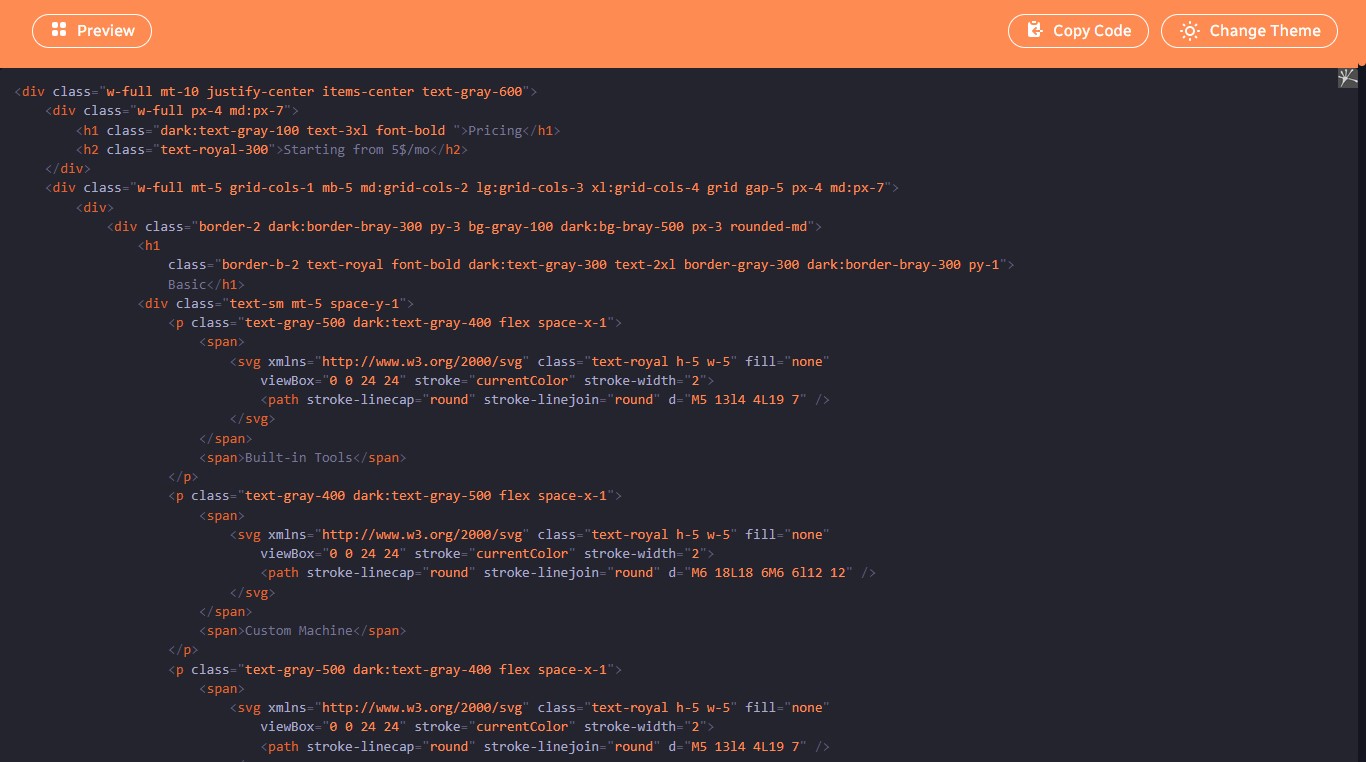 Preview
Copy Code
Change Theme
<div class="w-full mt-10 justify-center items-center text-gray-600">
<div class="w-full px-4 md:px-7">
<h1 class="dark:text-gray-100 text-3xl font-bold ">Pricing</h1>
<h2 class="text-royal-300">Starting from 5$/mo</h2>
</div>
<div class="w-full mt-5 grid-cols-1 mb-5 md:grid-cols-2 lg:grid-cols-3 xl:grid-cols-4 grid gap-5 px-4 md:px-7">
<div>
<div class="border-2 dark:border-bray-300 py-3 bg-gray-100 dark:bg-bray-500 px-3 rounded-md">
<h1
class="border-b-2 text-royal font-bold dark:text-gray-300 text-2xl border-gray-300 dark:border-bray-300 py-1">
Basic</h1>
<div class="text-sm mt-5 space-y-1">
<p class="text-gray-500 dark:text-gray-400 flex space-x-1">
<span>
<svg xmlns="http://www.w3.org/2000/svg" class="text-royal h-5 w-5" fill="none"
viewBox="0 0 24 24" stroke="currentColor" stroke-width="2">
<path stroke-linecap="round" stroke-linejoin="round" d="M5 13l4 4L19 7" />
</svg>
</span>
<span>Built-in Tools</span>
</p>
<p class="text-gray-400 dark:text-gray-500 flex space-x-1">
<span>
<svg xmlns="http://www.w3.org/2000/svg" class="text-royal h-5 w-5" fill="none"
viewBox="0 0 24 24" stroke="currentColor" stroke-width="2">
<path stroke-linecap="round" stroke-linejoin="round" d="M6 18L18 6M6 6l12 12" />
</svg>
</span>
<span>Custom Machine</span>
</p>
<p class="text-gray-500 dark:text-gray-400 flex space-x-1">
<span>
<svg xmlns="http://www.w3.org/2000/svg" class="text-royal h-5 w-5" fill="none"
viewBox="0 0 24 24" stroke="currentColor" stroke-width="2">
<path stroke-linecap="round" stroke-linejoin="round" d="M5 13l4 4L19 7" />